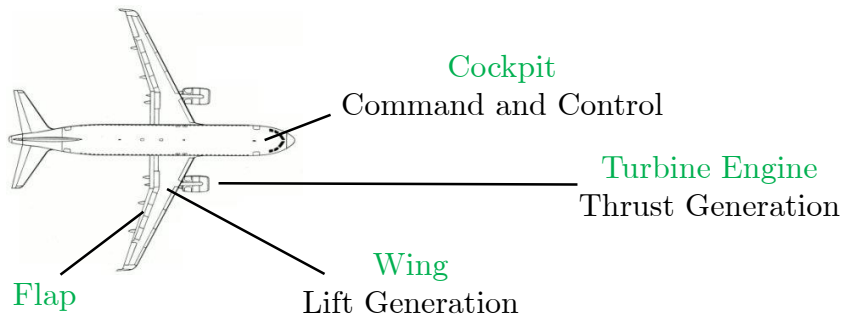 Cockpit
Command and Control
Turbine Engine
Thrust Generation
Wing
Lift Generation
Flap